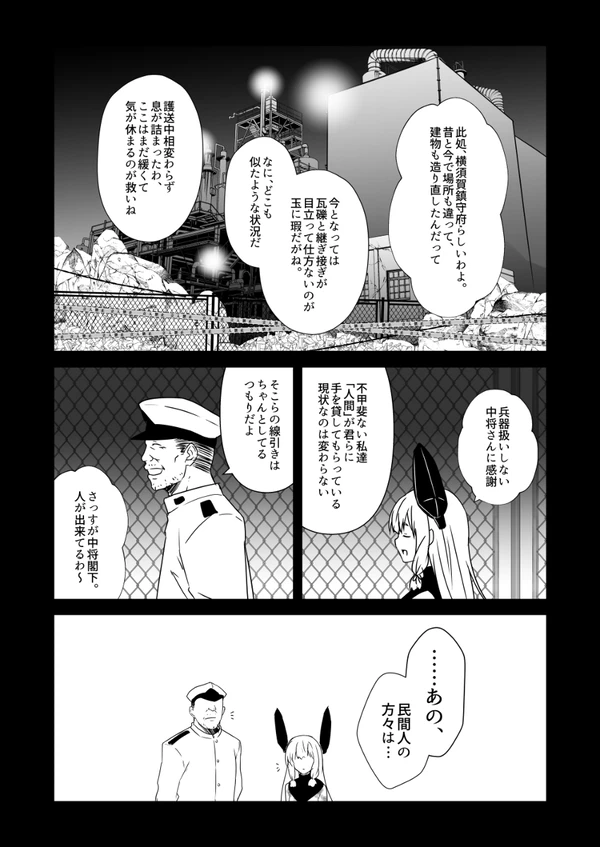 此処、横須賀鎮守府らしいわよ。
昔と今で場所も違って、
建物も造り直したんだって
今となっては
瓦礫と継ぎ接ぎが
目立って仕方ないのが
玉に瑕だがね。
なに、どこも
似たような状況だ
護送中相変わらず
息が詰まったわ、
ここはまだ緩くて
気が休まるのが救いね
兵器扱いしない
中将さんに感謝
不甲斐ない私達
「人間」が君らに
手を貸してもらっている
現状なのは変わらない
そこらの線引きは
ちゃんとしてる
つもりだよ
さっすが中将閣下。
人が出来てるわ～
……あの、
民間人の
方々は…